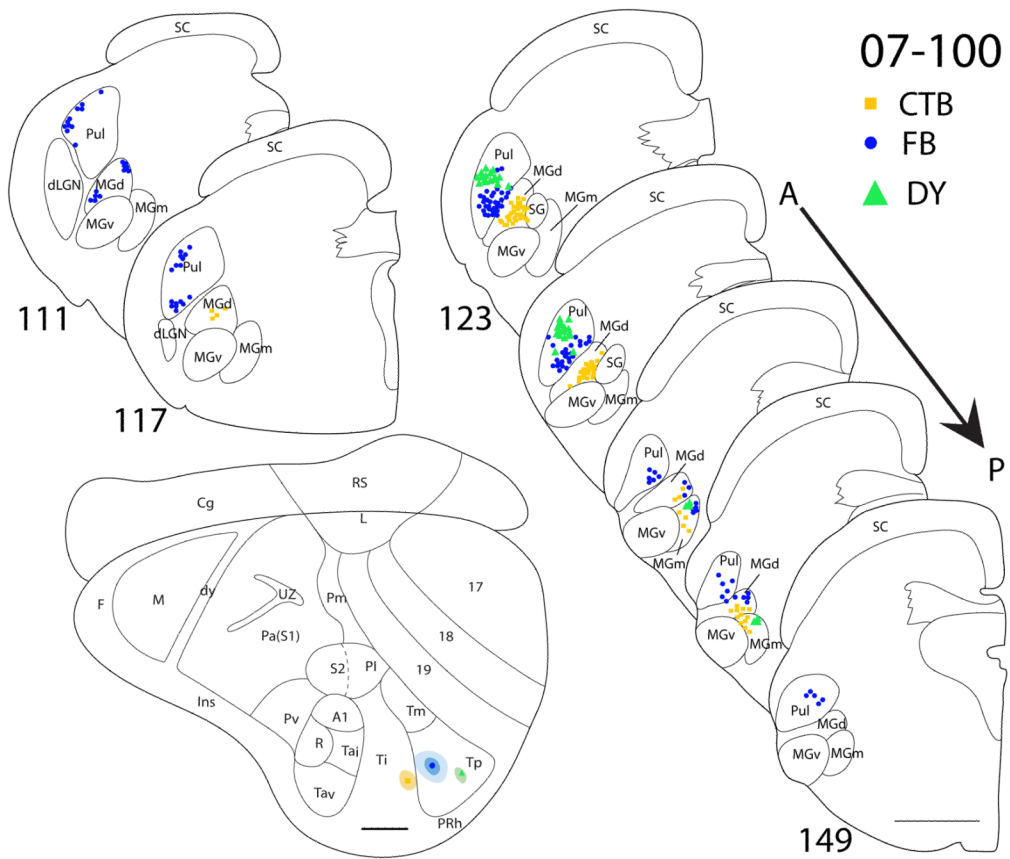 SC
Pul
dLGN
MGd
MGm
MGv
111
SC
Pul
MGd
dLGN
MGv
MGm
117
SC
Pul
MGd
SG
MGm
MGv
123
SC
Pul
MGd
SG
MGv
MGm
SC
Pul
MGd
MGv
MGm
SC
Pul
MGd
MGv
MGm
SC
Pul
MGd
MGv
MGm
149
07-100
CTB
FB
DY
A
P
RS
Cg
L
F
M
dy
UZ
Pm
17
Pa(S1)
18
S2
Pl
19
Ins
Pv
A1
Tm
R
Tai
Ti
Tp
Tav
PRh